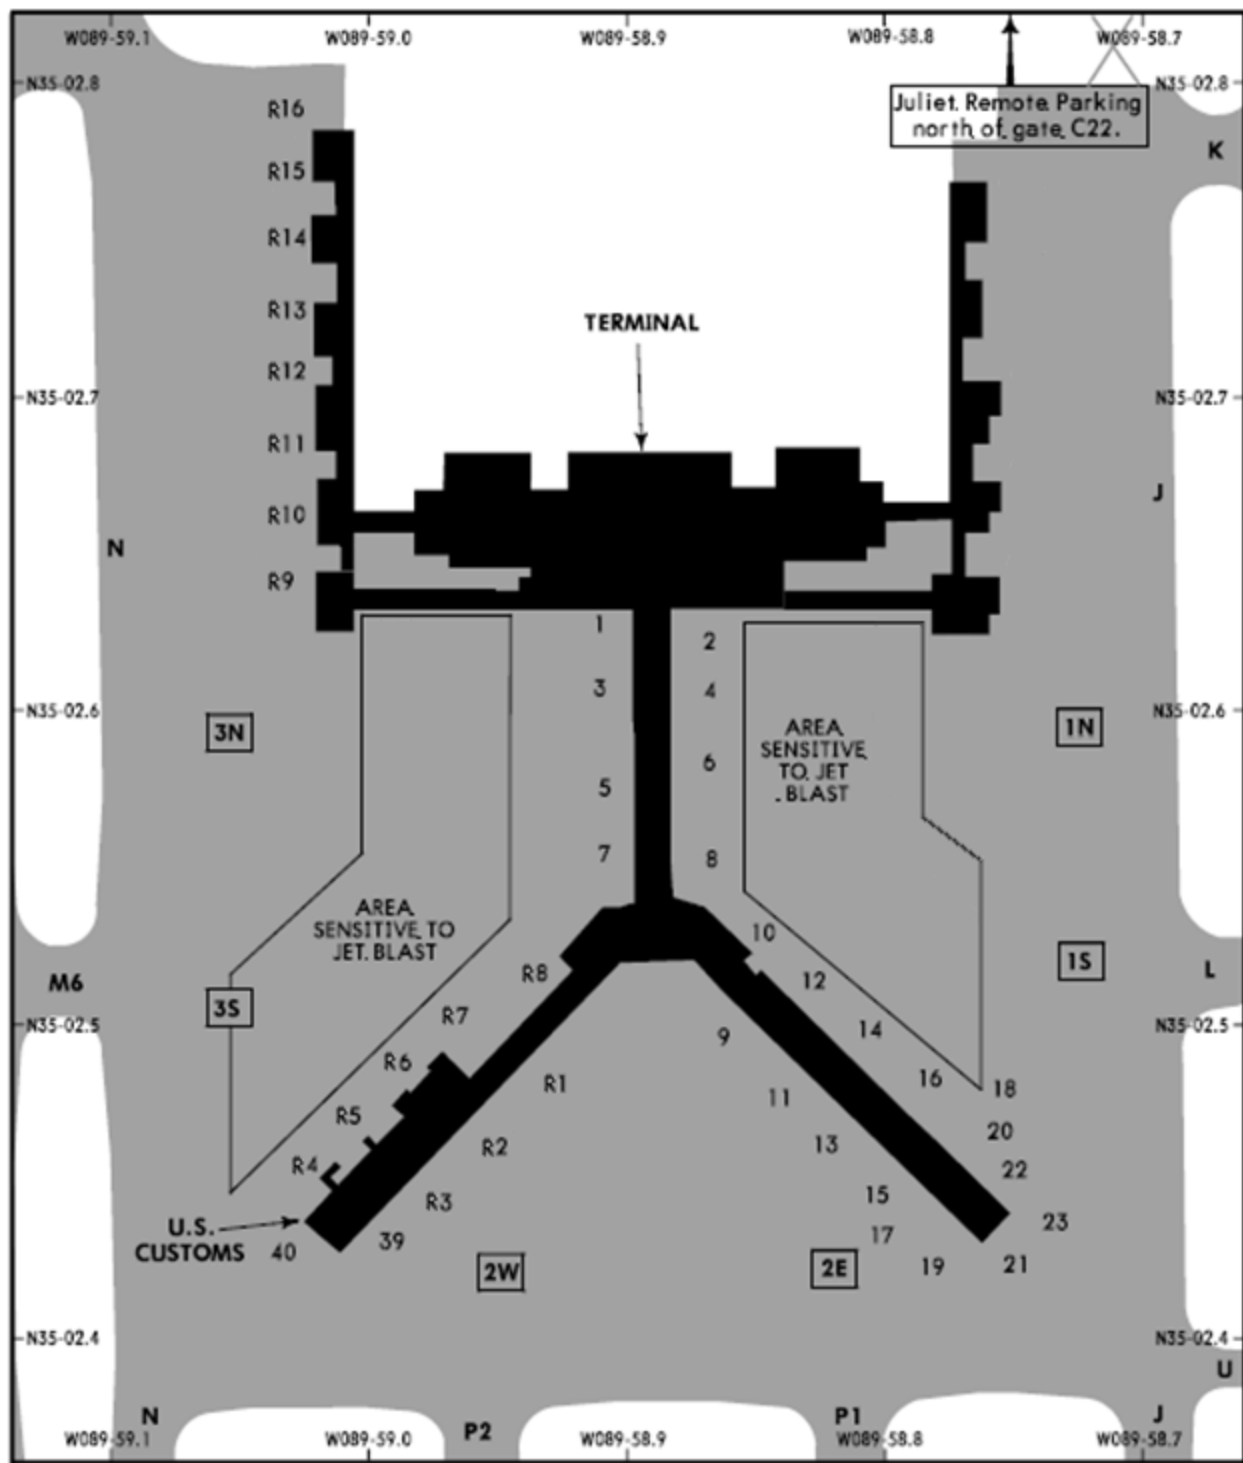 W089-59.1
W089-59.0
W089-58.9
W089-58.8
W089-58.7
N35-02.8
N35-02.8
R16
Juliet Remote Parking
north of gate C22.
K
R15
R14
R13
TERMINAL
R12
N35-02.7
N35-02.7
R11
J
R10
N
R9
1
2
3
4
N35-02.6
N35-02.6
3N
1N
AREA
SENSITIVE
TO JET
BLAST
6
5
7
8
AREA
SENSITIVE TO
JET BLAST
10
1S
L
M6
R8
12
3S
R7
14
9
N35-02.5
N35-02.5
R6
R1
16
18
11
R5
20
R2
13
R4
22
R3
15
23
U.S.
CUSTOMS
40
39
17
2W
2E
19
21
N35-02.4
N35-02.4
U
N
P2
P1
J
W089-59.1
W089-59.0
W089-58.9
W089-58.8
W089-58.7